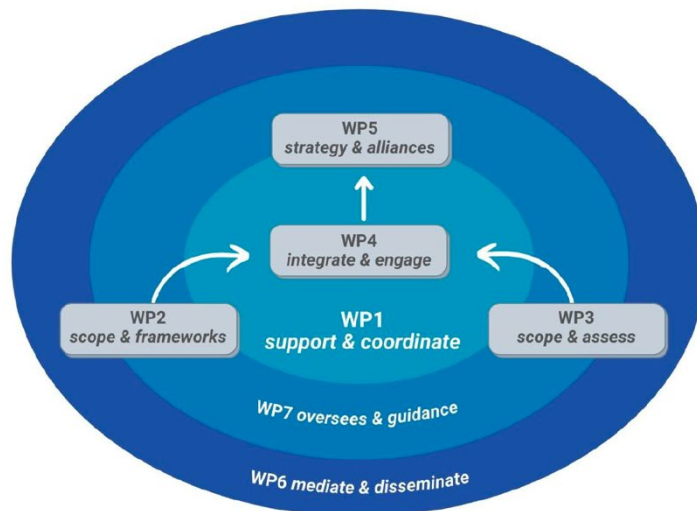 WP5
strategy & alliances
WP4
integrate & engage
WP2
scope & frameworks
WP3
scope & assess
WP1
support & coordinate
WP7 oversees & guidance
WP6 mediate & disseminate